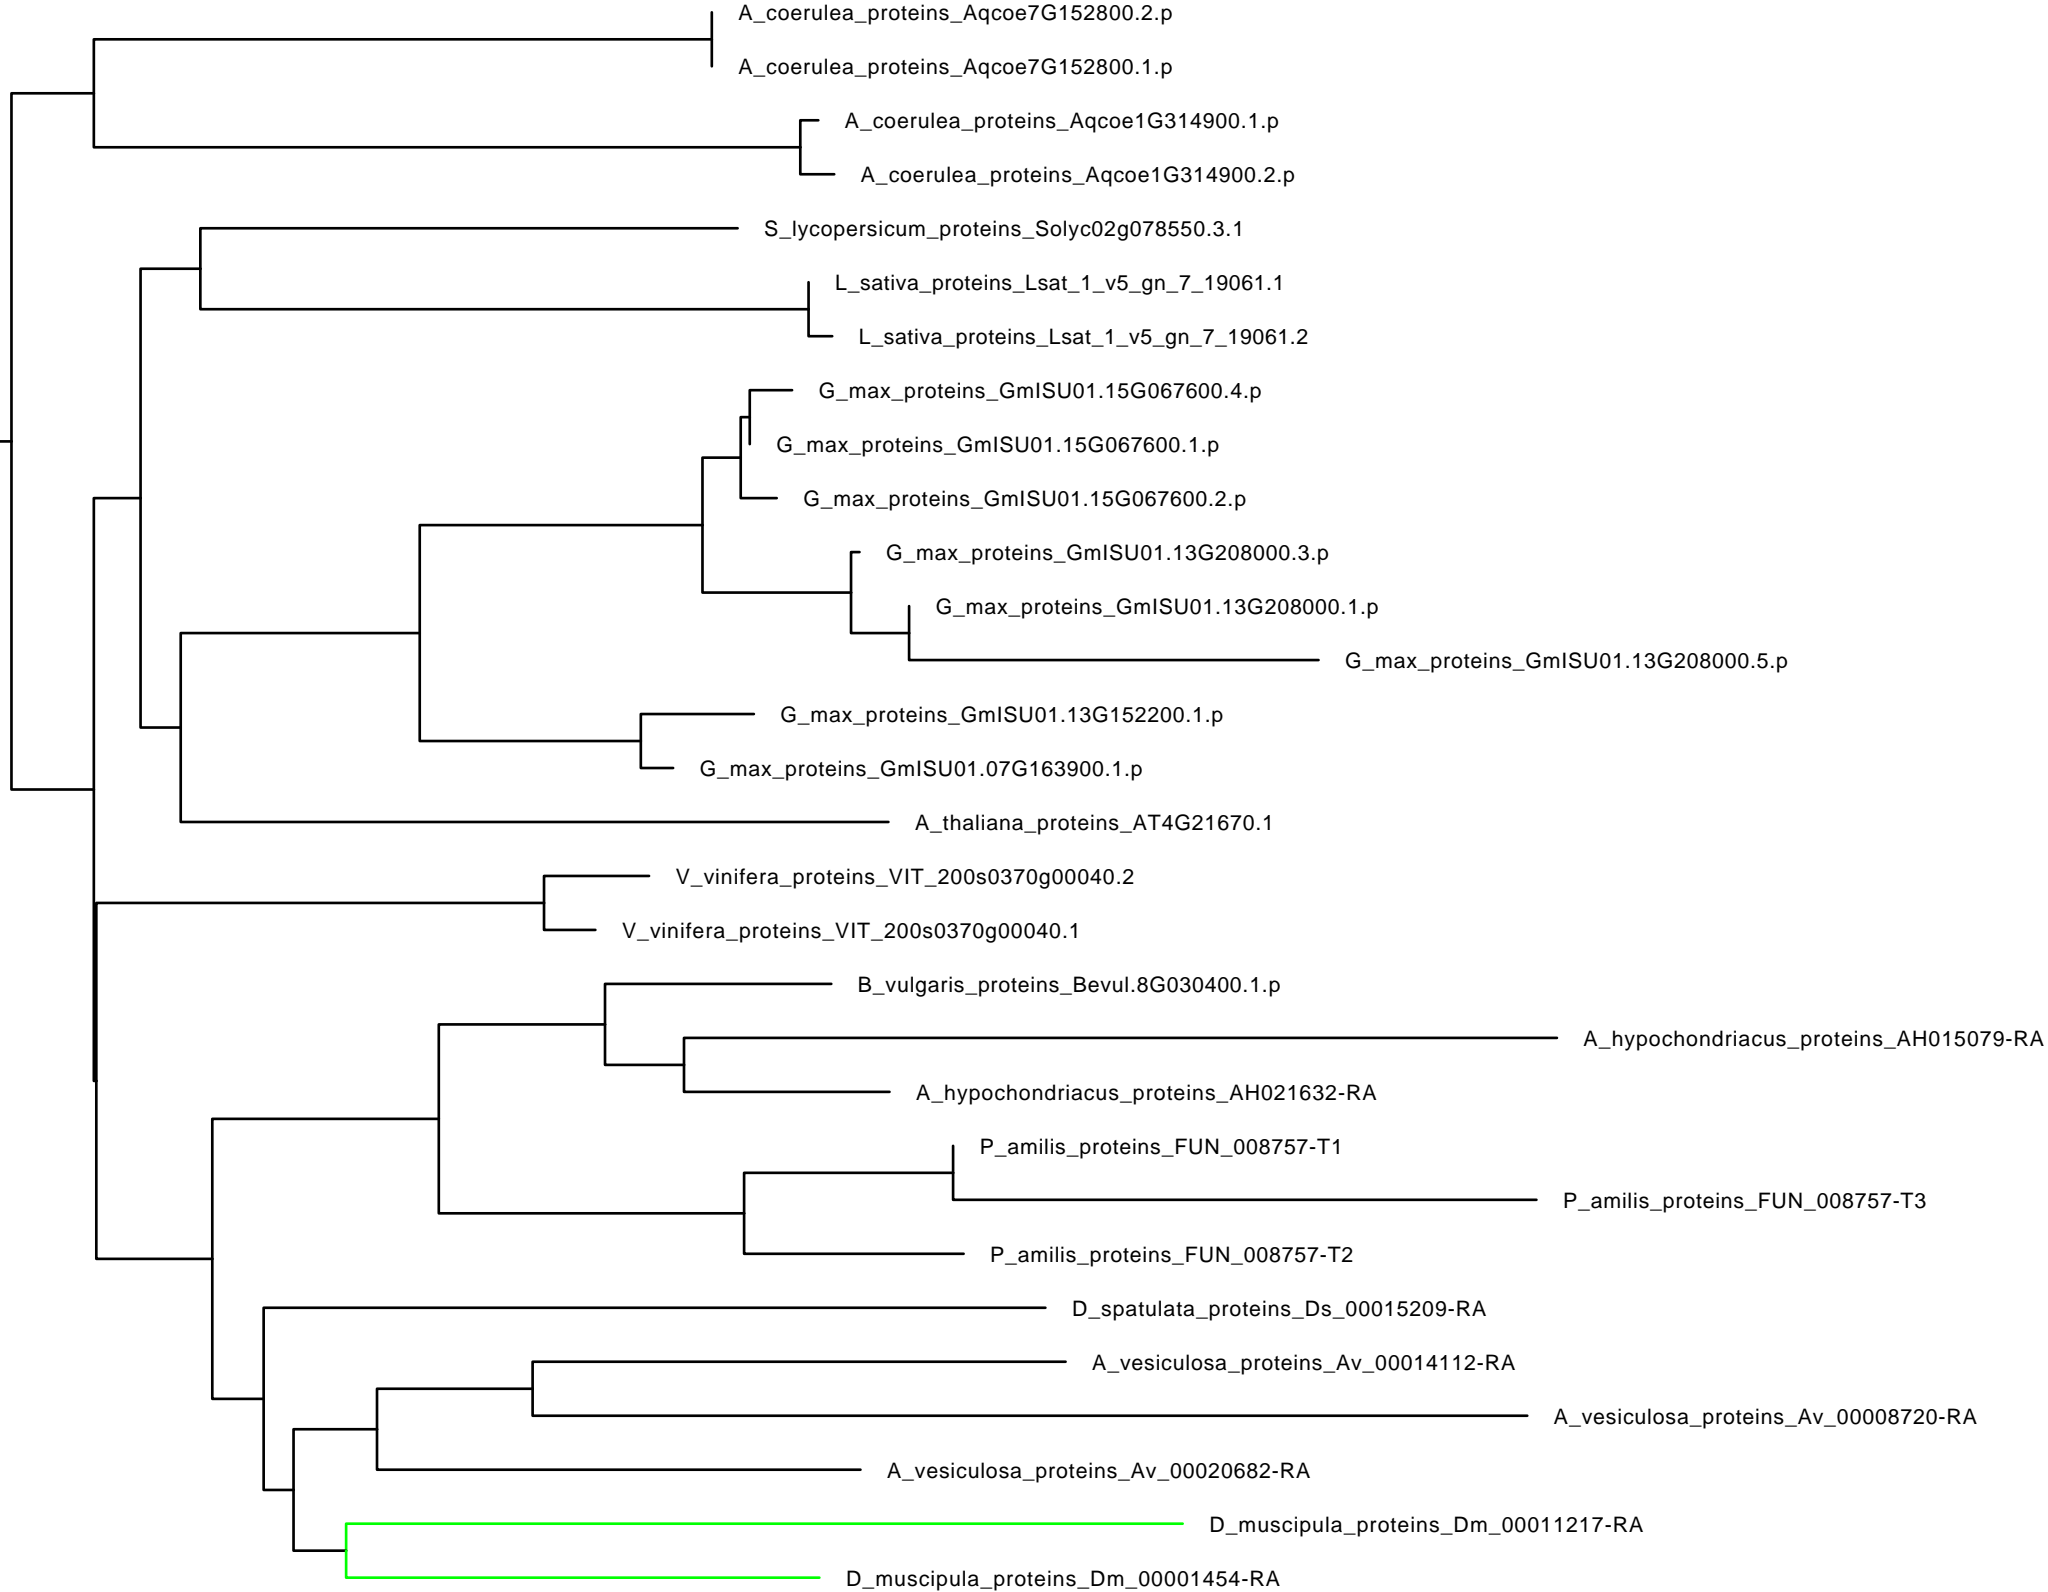 A_coerulea_proteins_Aqcoe7G152800.2.p
A_coerulea_proteins_Aqcoe7G152800.1.p
A_coerulea_proteins_Aqcoe1G314900.1.p
A_coerulea_proteins_Aqcoe1G314900.2.p
S_lycopersicum_proteins_Solyc02g078550.3.1
L_sativa_proteins_Lsat_1_v5_gn_7_19061.1
L_sativa_proteins_Lsat_1_v5_gn_7_19061.2
G_max_proteins_GmISU01.15G067600.4.p
G_max_proteins_GmISU01.15G067600.1.p
G_max_proteins_GmISU01.15G067600.2.p
G_max_proteins_GmISU01.13G208000.3.p
G_max_proteins_GmISU01.13G208000.1.p
G_max_proteins_GmISU01.13G208000.5.p
G_max_proteins_GmISU01.13G152200.1.p
G_max_proteins_GmISU01.07G163900.1.p
A_thaliana_proteins_AT4G21670.1
V_vinifera_proteins_VIT_200s0370g00040.2
V_vinifera_proteins_VIT_200s0370g00040.1
B_vulgaris_proteins_Bevul.8G030400.1.p
A_hypochondriacus_proteins_AH015079-RA
A_hypochondriacus_proteins_AH021632-RA
P_amilis_proteins_FUN_008757-T1
P_amilis_proteins_FUN_008757-T3
P_amilis_proteins_FUN_008757-T2
D_spatulata_proteins_Ds_00015209-RA
A_vesiculosa_proteins_Av_00014112-RA
A_vesiculosa_proteins_Av_00008720-RA
A_vesiculosa_proteins_Av_00020682-RA
D_muscipula_proteins_Dm_00011217-RA
D_muscipula_proteins_Dm_00001454-RA